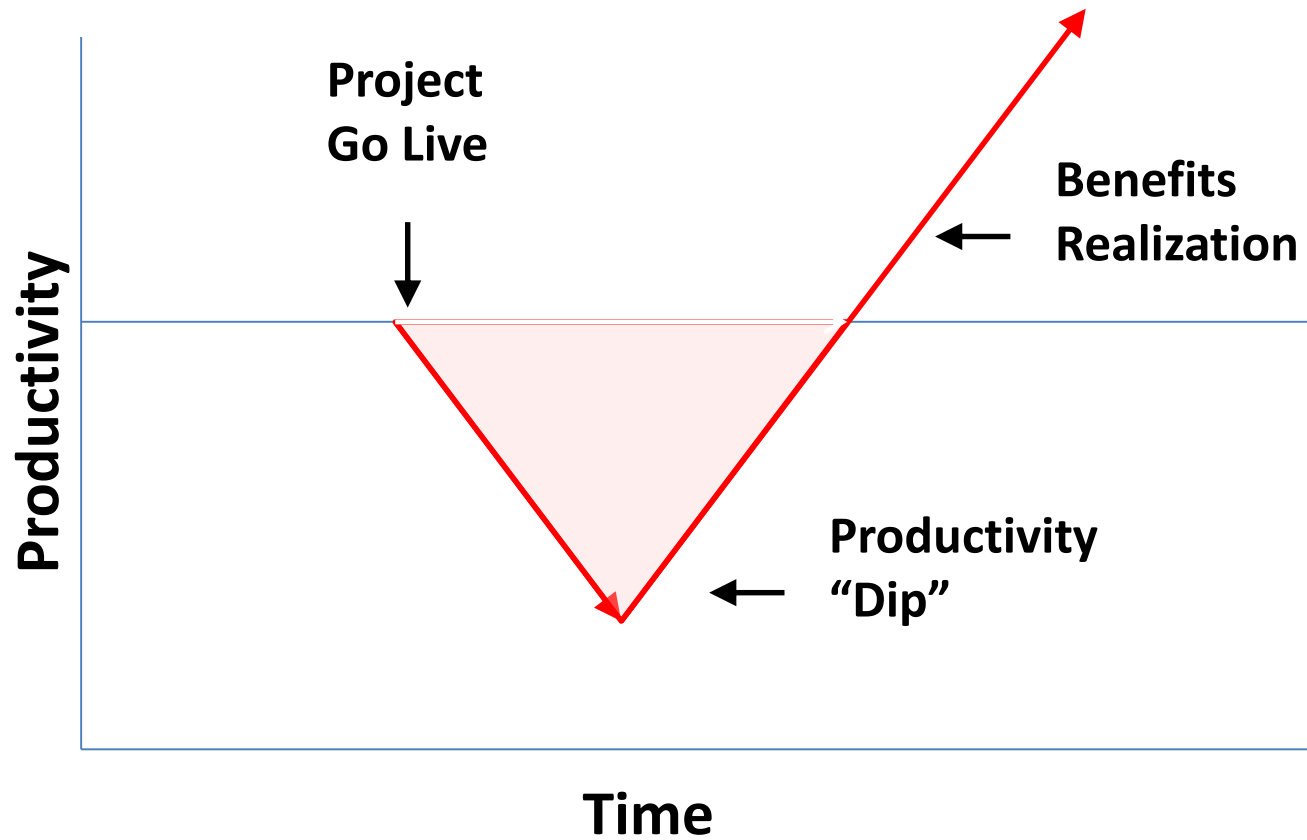 Project
Go Live
Benefits
Realization
Productivity
Productivity
“Dip”
Time